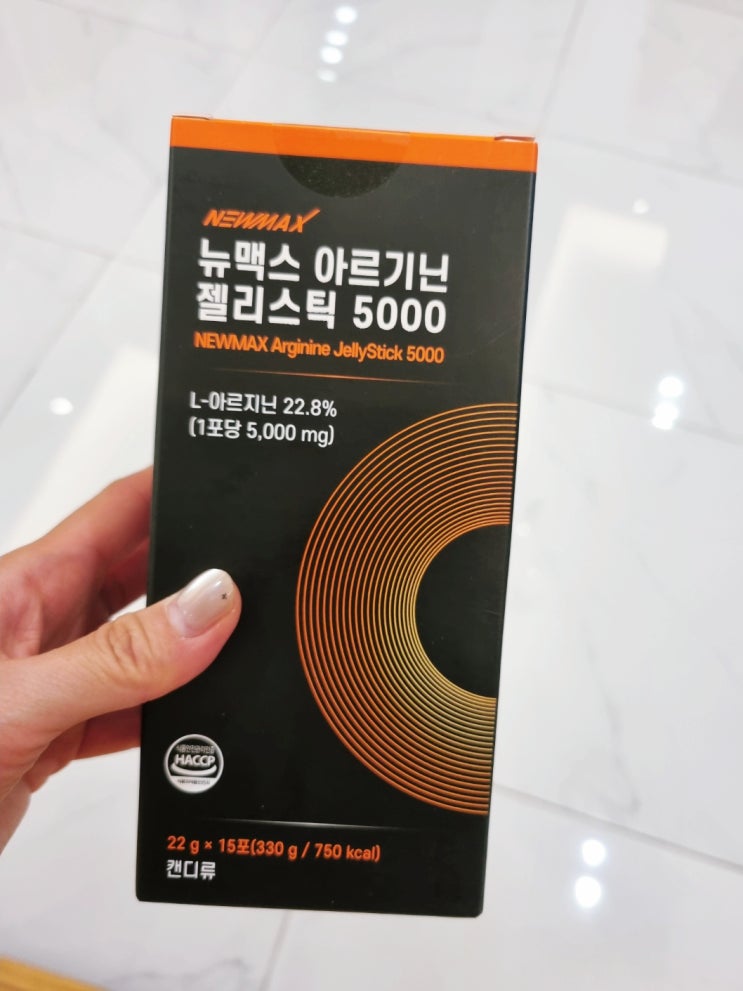 NEWMAX
뉴맥스 아르기닌
젤리스틱 5000
NEWMAX Arginine JellyStick 5000
L-아르지닌 22.8%
(1포당 5,000 mg)
HACCP
22 g × 15포(330 g / 750 kcal)
캔디류